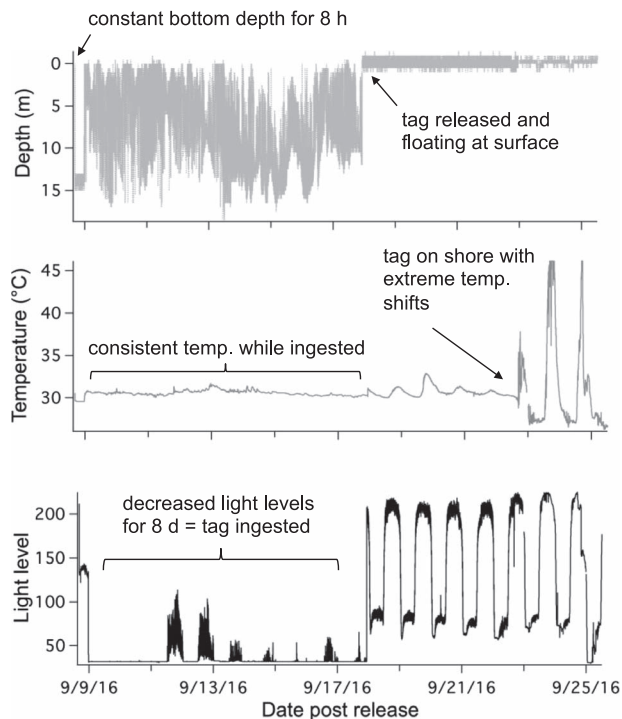 constant bottom depth for 8 h
0
5
10
15
Depth (m)
tag released and
floating at surface
45
40
35
30
Temperature (°C)
tag on shore with
extreme temp.
shifts
consistent temp. while ingested
200
150
100
50
Light level
decreased light levels
for 8 d = tag ingested
9/9/16 9/13/16 9/17/16 9/21/16 9/25/16
Date post release